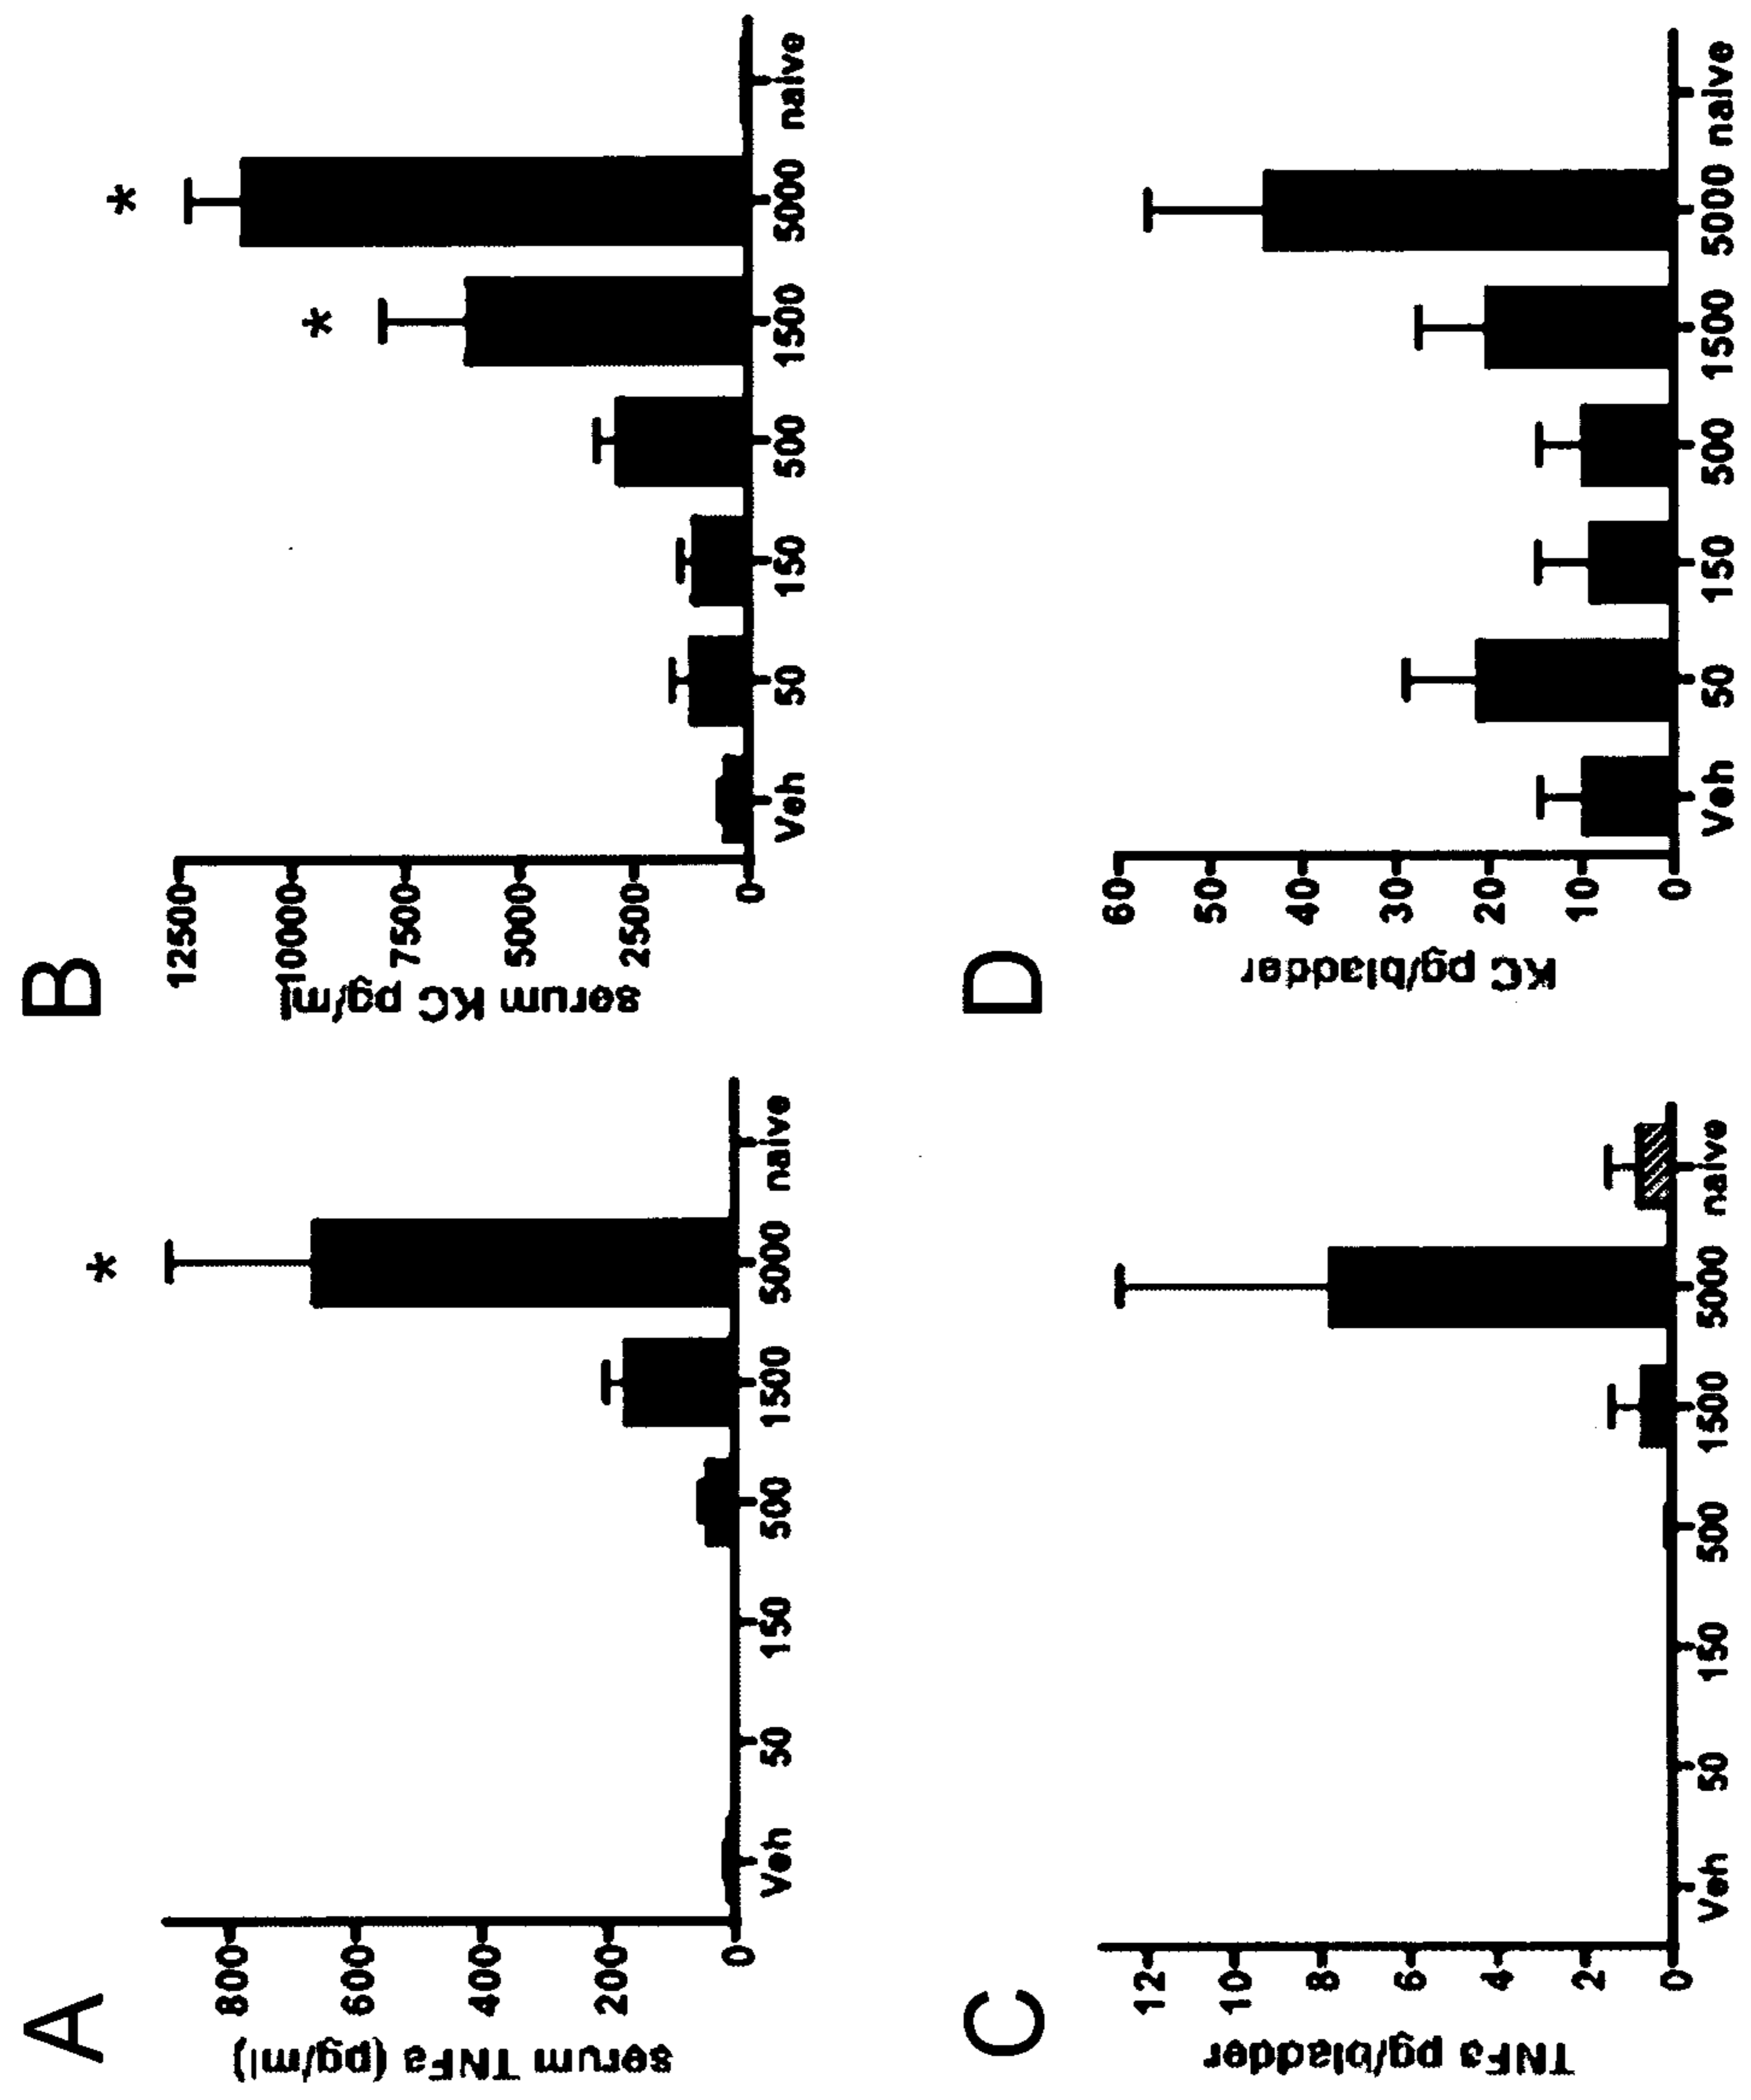 A
serum TNFa (pg/ml)
800
600
400
200
0
Veh 50 150 500 1500 5000 naive
*
B
serum KC pg/ml
12500
10000
7500
5000
2500
0
Veh 50 150 500 1500 5000 naive
* *
C
TNFa pg/bladder
12
10
8
6
4
2
0
Veh 50 150 500 1500 5000 naive
D
KC pg/bladder
60
50
40
30
20
10
0
Veh 50 150 500 1500 5000 naive